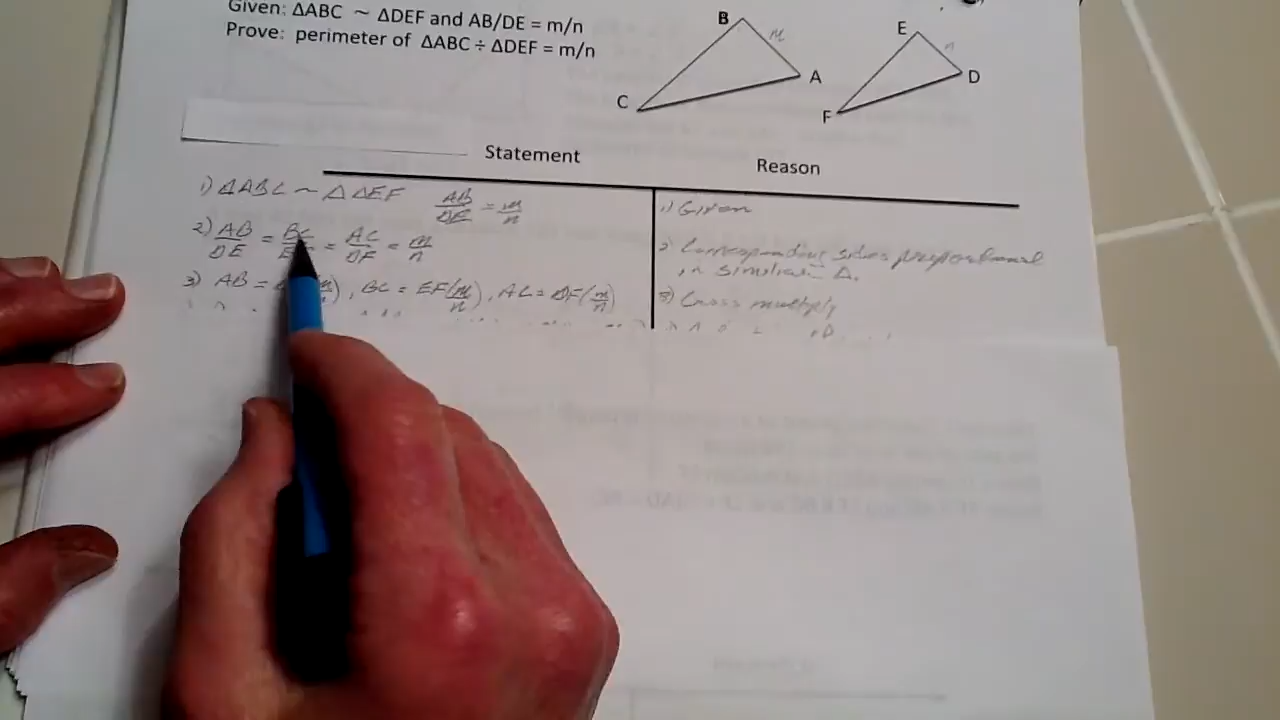 Given: ΔABC ~ ΔDEF and AB/DE = m/n
Prove: perimeter of ΔABC ÷ ΔDEF = m/n
B
M
A
C
E
n
D
F
Statement
Reason
1) ΔABC ~ ΔDEF AB/DE = m/n
1) Given
2) AB/DE = BC/E = AC/DF = m/n
2) Corresponding sides proportional
in similar Δ.
3) AB = , BC = EF(m/n), AC = DF(m/n)
3) Cross multiply